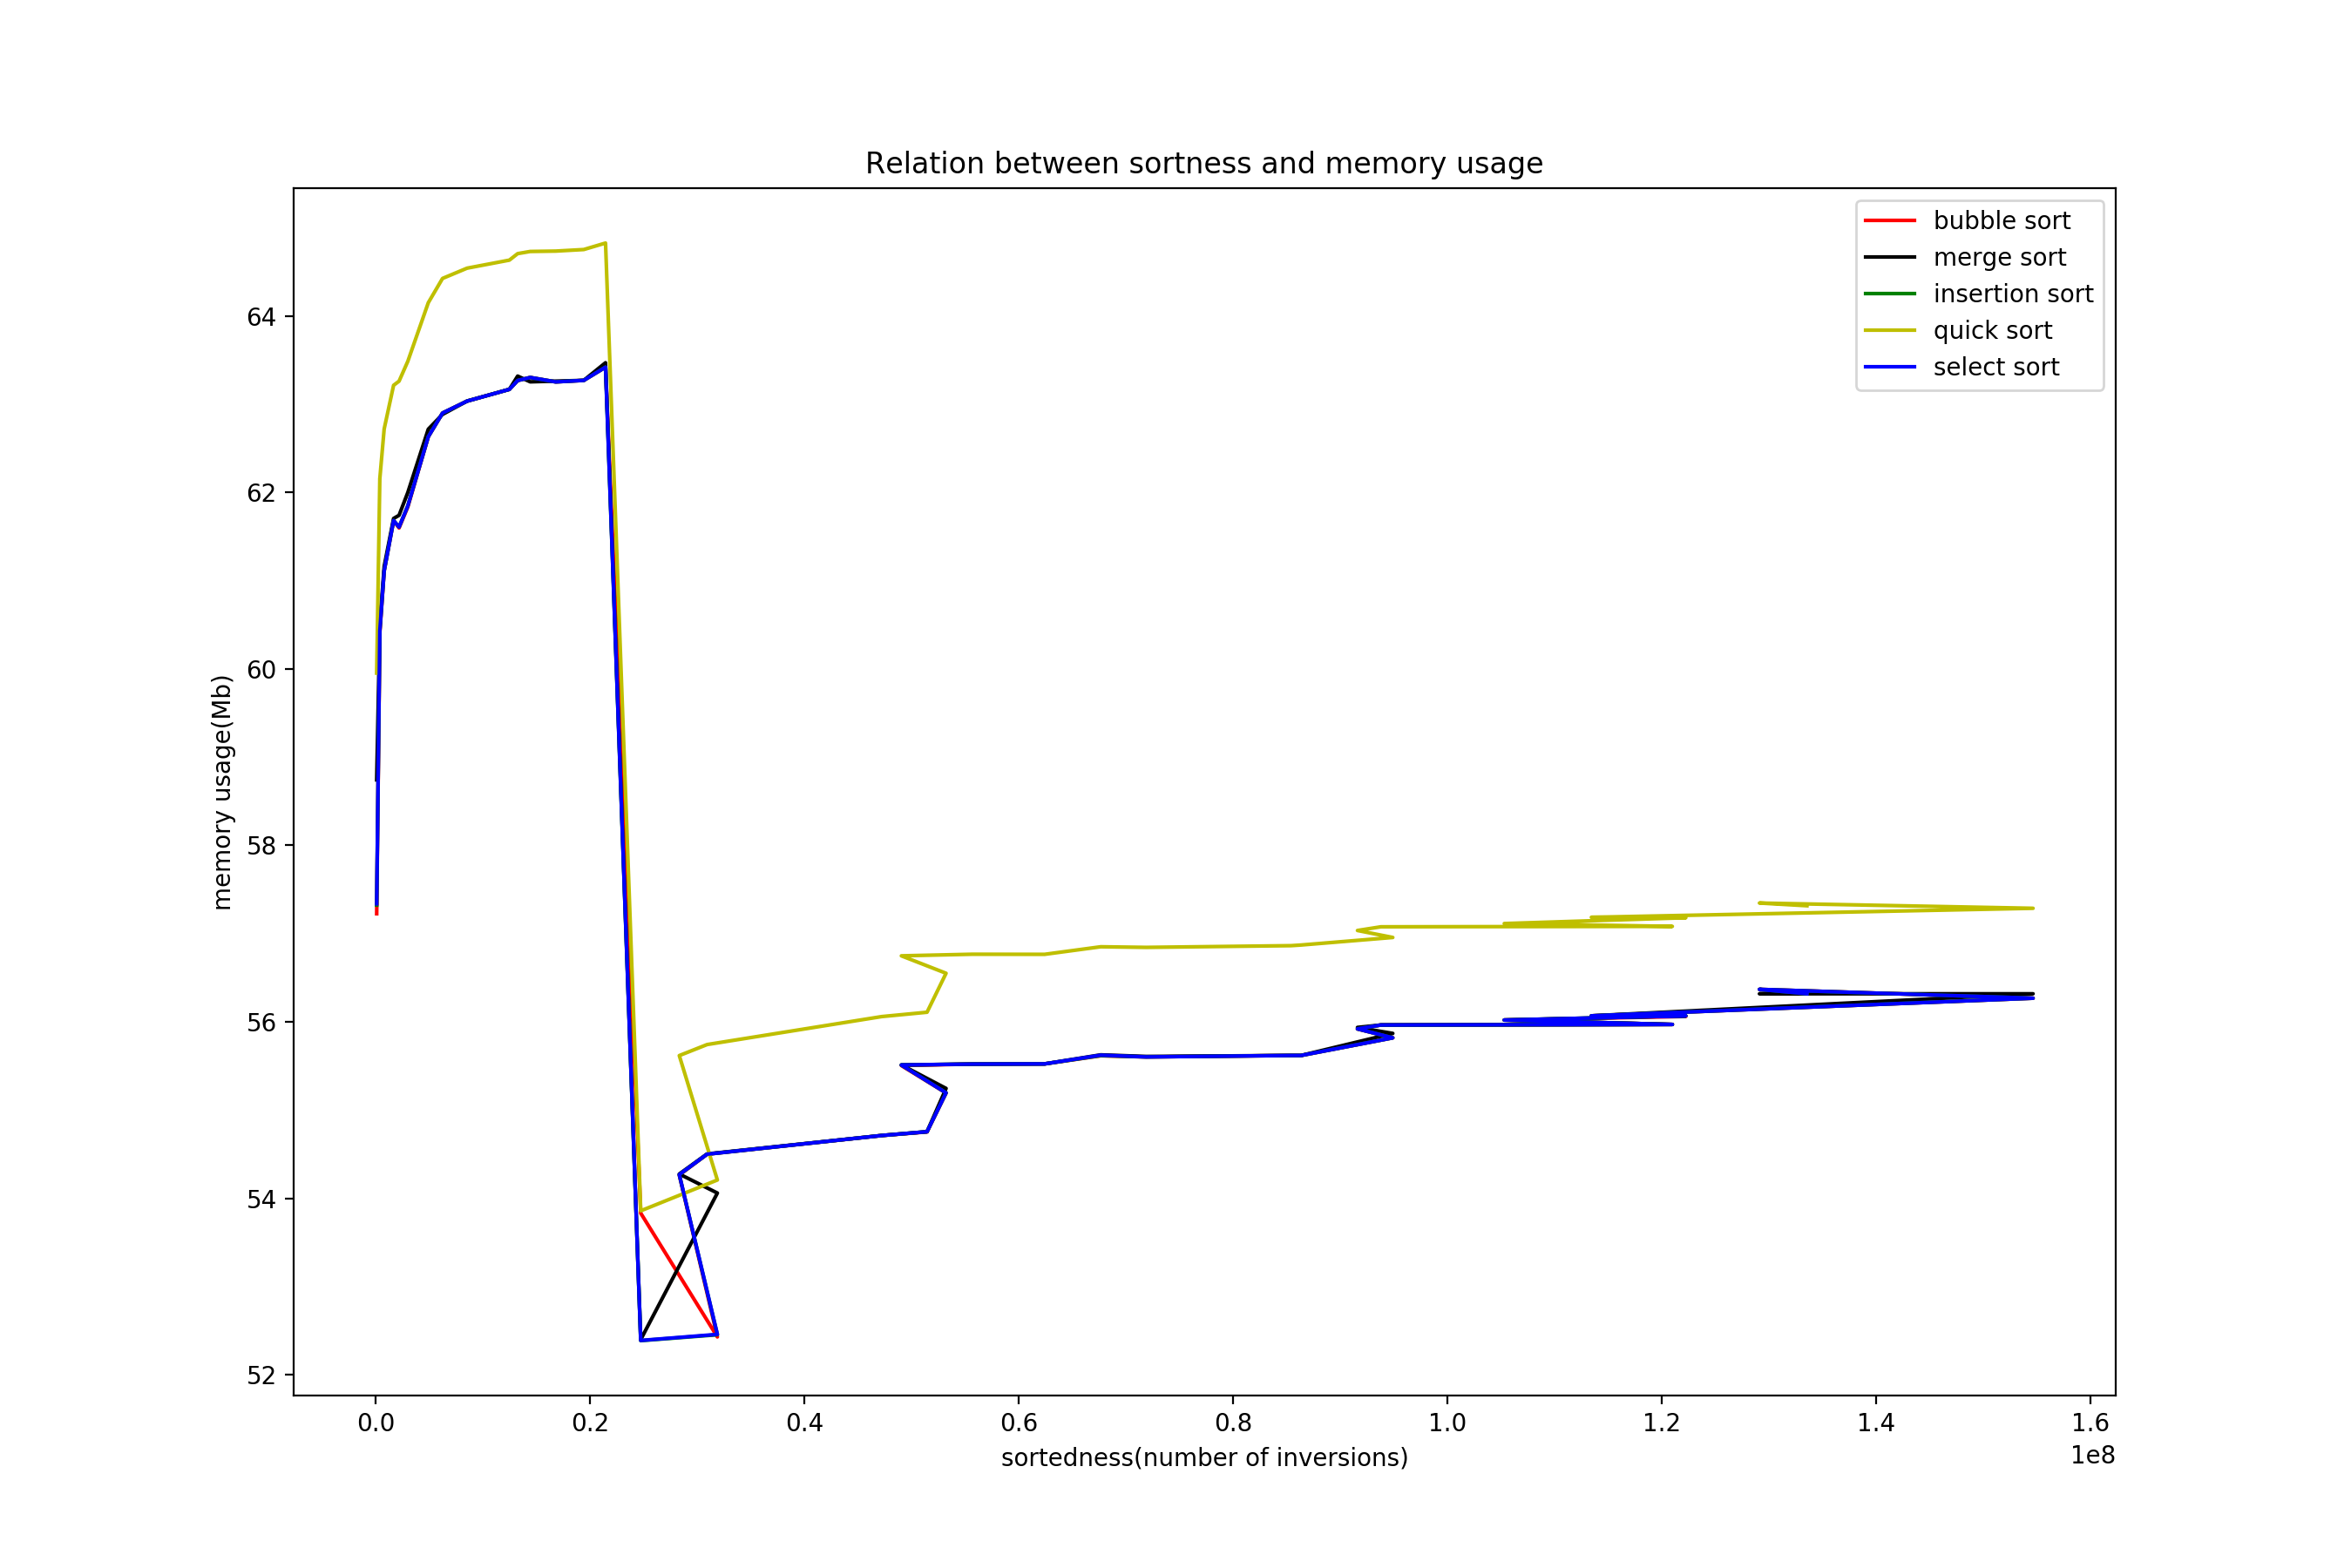 Relation between sortness and memory usage
bubble sort
merge sort
insertion sort
quick sort
select sort
memory usage(Mb)
64
62
60
58
56
54
52
0.0 0.2 0.4 0.6 0.8 1.0 1.2 1.4 1.6
1e8
sortedness(number of inversions)